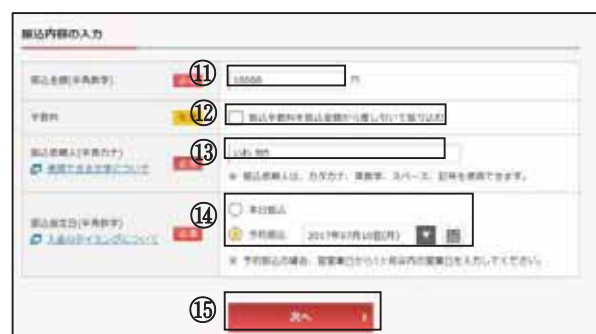 振込内容の入力
振込金額(半角数字)
必須
⑪
円
手数料
⑫
振込手数料を振込金額から差し引いて振り込む
振込依頼人(半角カナ)
使用できる文字について
必須
⑬
※ 振込依頼人は、カタカナ、英数字、スペース、記号を使用できます。
振込指定日(半角数字)
入金のタイミングについて
必須
⑭
本日振込
予約振込
2017年07月10日(月)
※ 予約振込の場合、翌営業日から1ヶ月以内の営業日を入力してください。
⑮
次へ